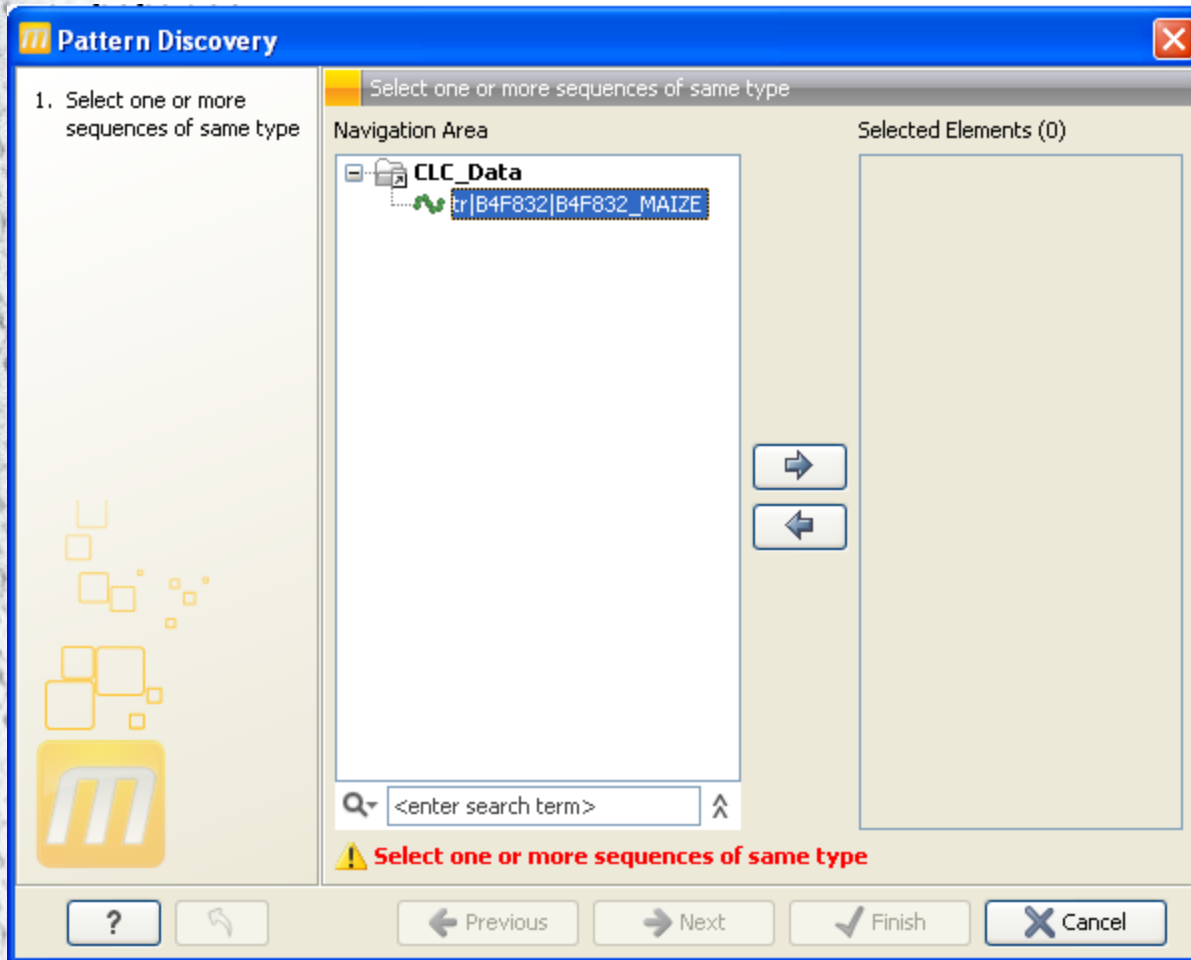 Pattern Discovery
1. Select one or more
sequences of same type
Select one or more sequences of same type
Navigation Area
Selected Elements (0)
CLC_Data
tr|B4F832|B4F832_MAIZE
<enter search term>
Select one or more sequences of same type
?
Previous
Next
Finish
Cancel